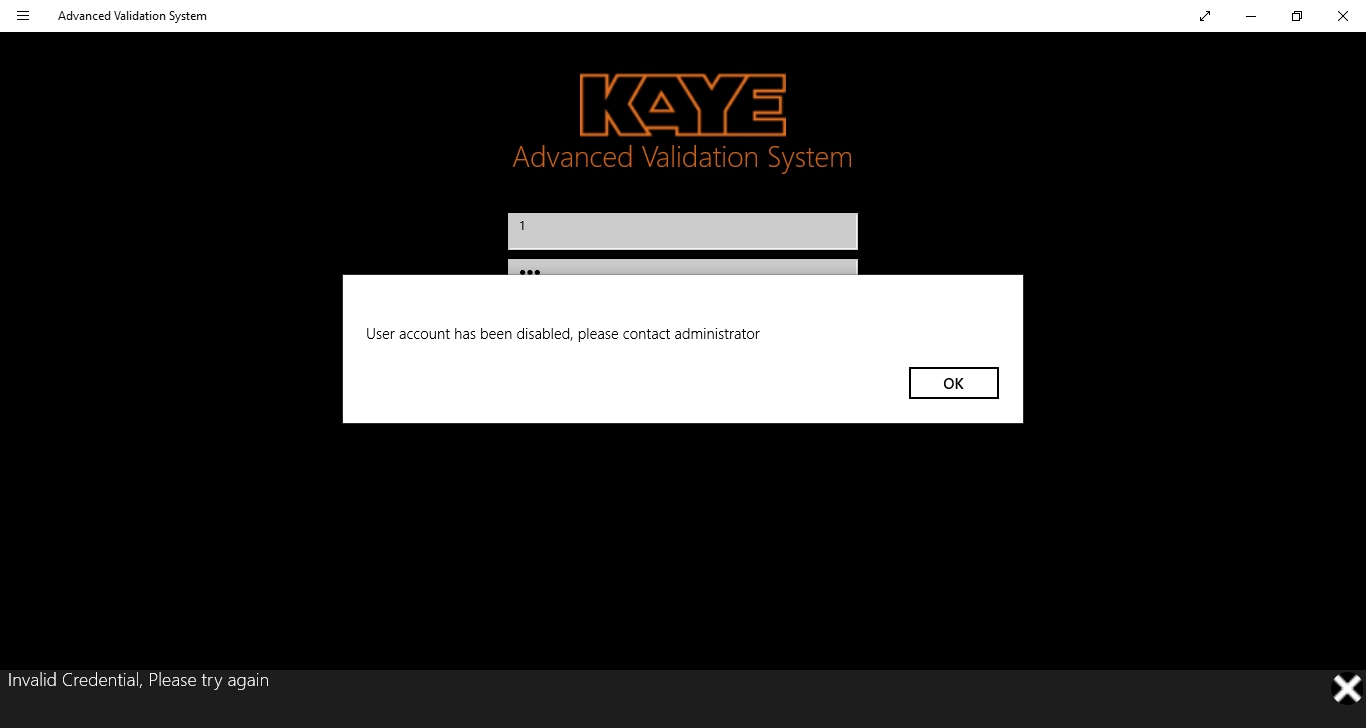 Advanced Validation System
KAYE
Advanced Validation System
1
User account has been disabled, please contact administrator
OK
Invalid Credential, Please try again